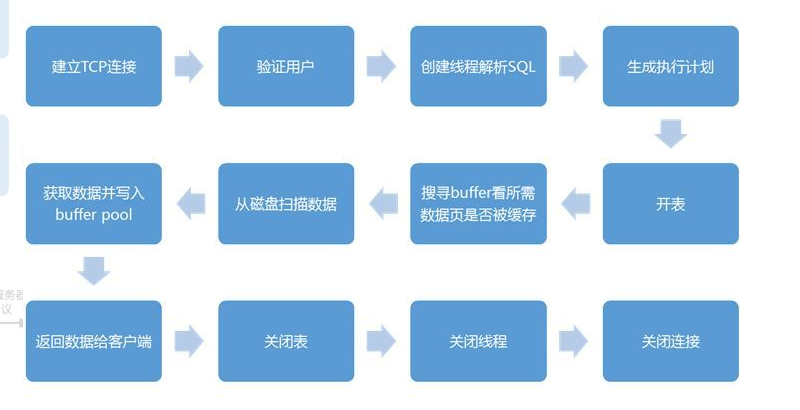 建立TCP连接
验证用户
创建线程解析SQL
生成执行计划
开表
搜寻buffer看所需
数据页是否被缓存
从磁盘扫描数据
获取数据并写入
buffer pool
服务器
议
返回数据给客户端
关闭表
关闭线程
关闭连接